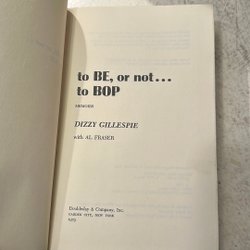 to BE, or not...
to BOP
MEMOIRS
DIZZY GILLESPIE
with AL FRASER
Doubleday & Company, Inc.
GARDEN CITY, NEW YORK
1979